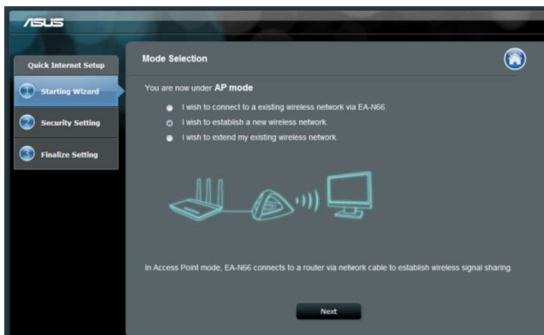 ASUS
Quick Internet Setup
1 Starting Wizard
2 Security Setting
3 Finalize Setting
Mode Selection
You are now under AP mode
I wish to connect to a existing wireless network via EA-N66.
I wish to establish a new wireless network.
I wish to extend my existing wireless network.
In Access Point mode, EA-N66 connects to a router via network cable to establish wireless signal sharing.
Next